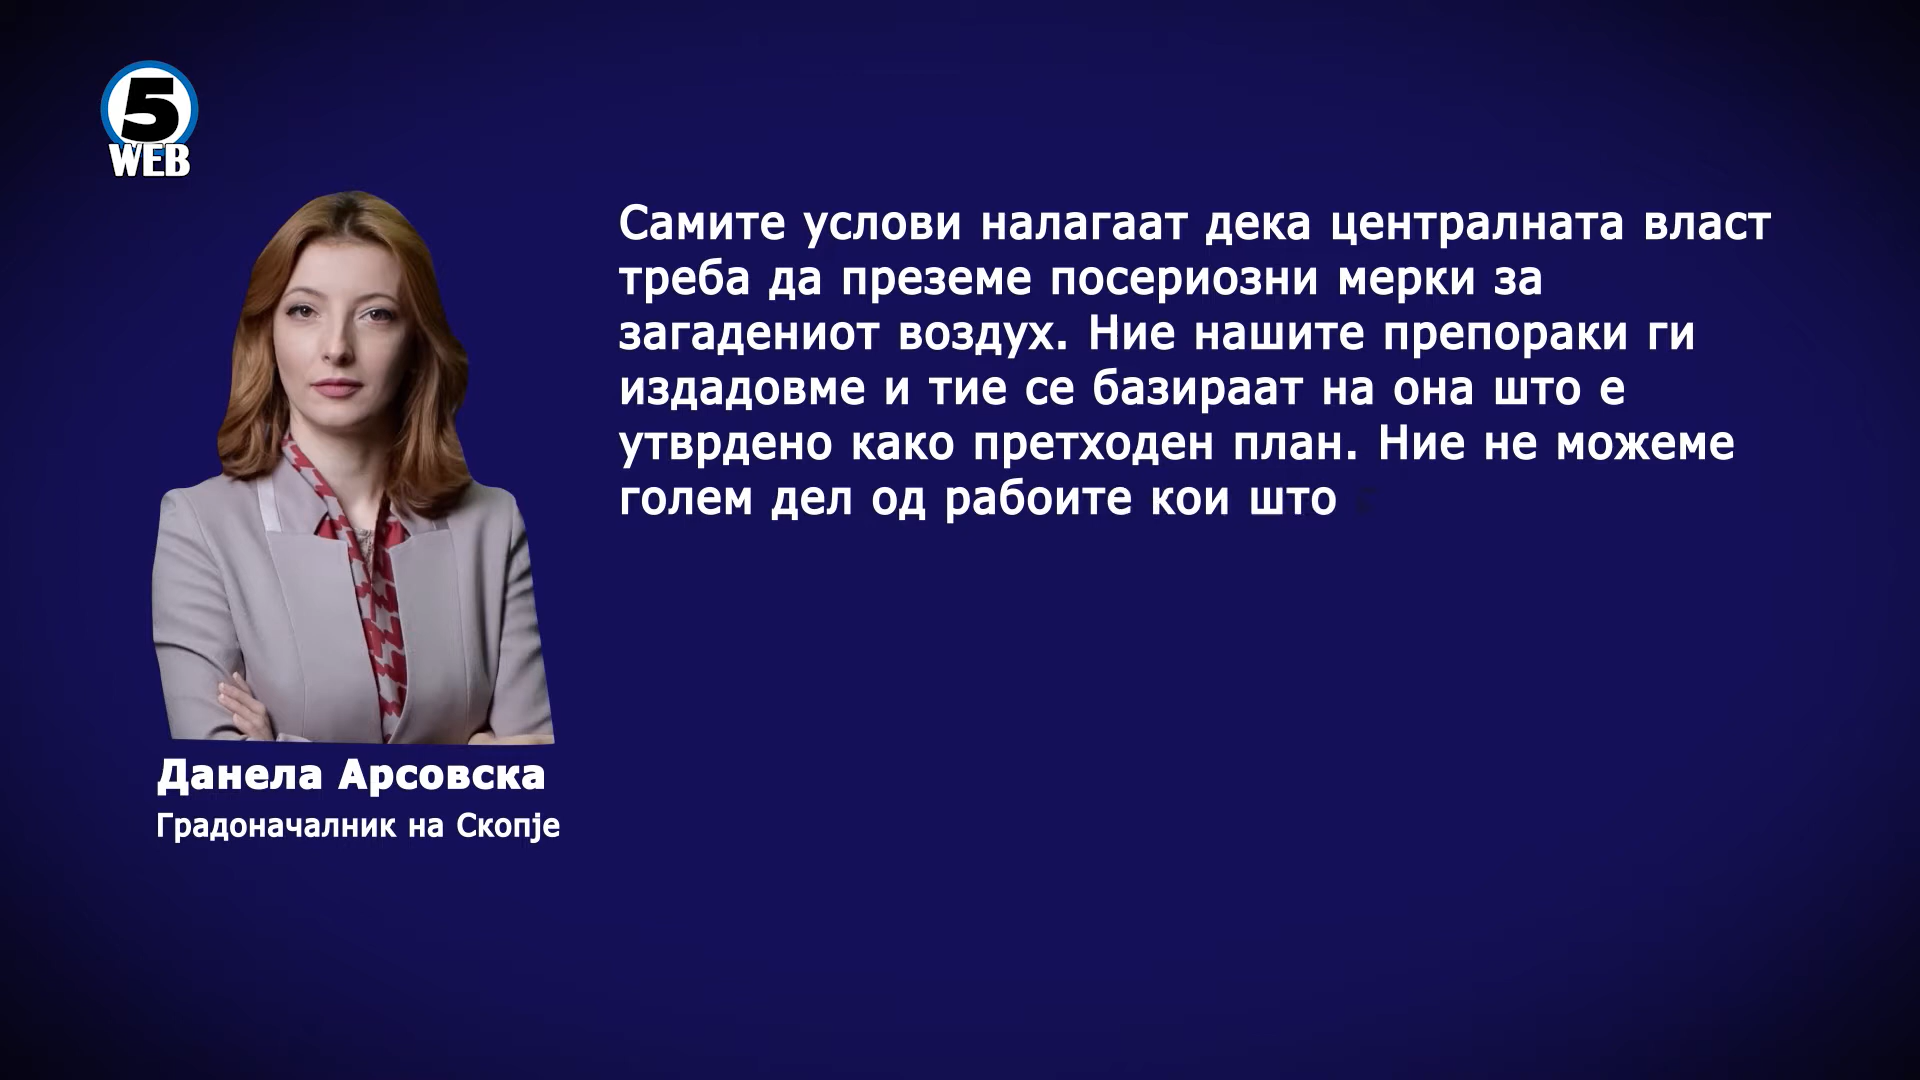 5
WEB
Самите услови налагаат дека централната власт
треба да преземе посериозни мерки за
загадениот воздух. Ние нашите препораки ги
издадовме и тие се базираат на она што е
утврдено како претходен план. Ние не можеме
голем дел од рабоите кои што
Данела Арсовска
Градоначалник на Скопје